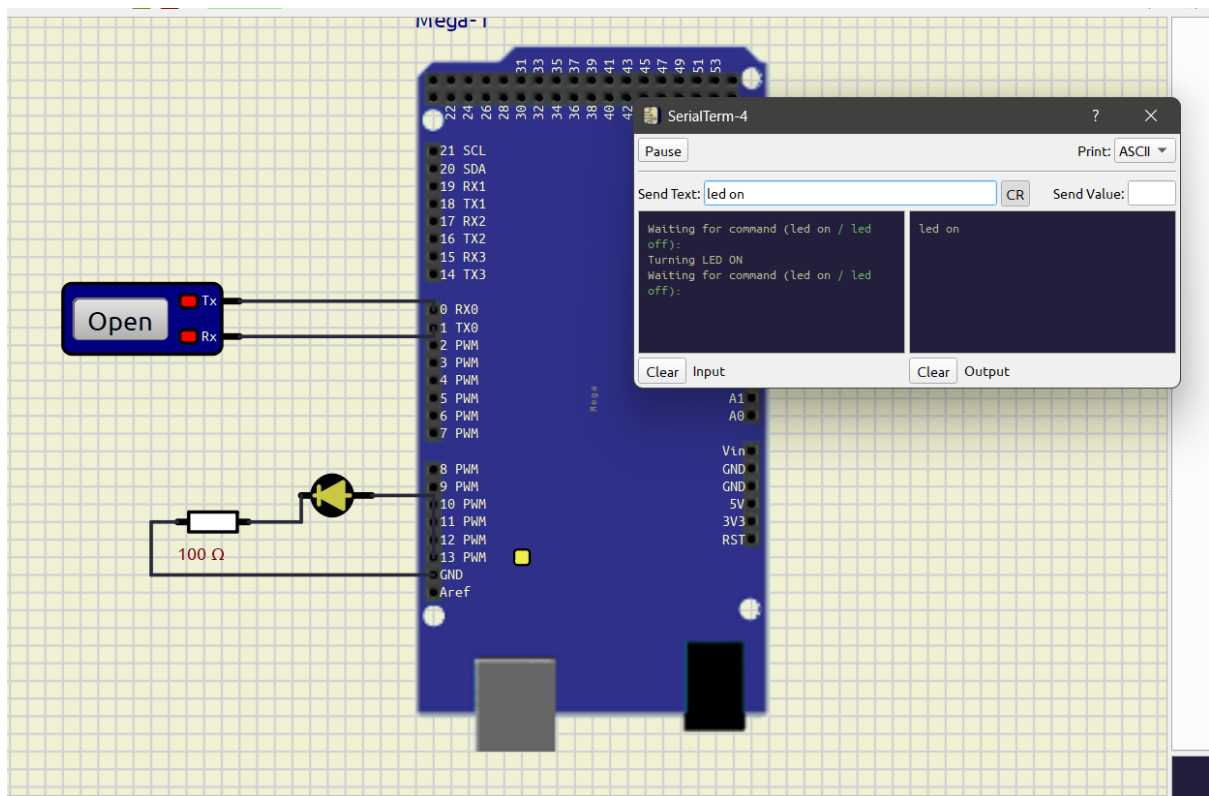 Mega-1
31 33 35 37 39 41 43 45 47 49 51 53
22 24 26 28 30 32 34 36 38 40 42
21 SCL
20 SDA
19 RX1
18 TX1
17 RX2
16 TX2
15 RX3
14 TX3
0 RX0
1 TX0
2 PWM
3 PWM
4 PWM
5 PWM
6 PWM
7 PWM
8 PWM
9 PWM
10 PWM
11 PWM
12 PWM
13 PWM
GND
Aref
Mega
A1
A0
Vin
GND
GND
5V
3V3
RST
Open
Tx
Rx
100 Ω
SerialTerm-4
?
Pause
Print: ASCII
Send Text: led on
CR
Send Value:
Waiting for command (led on / led
off):
Turning LED ON
Waiting for command (led on / led
off):
led on
Clear Input
Clear Output